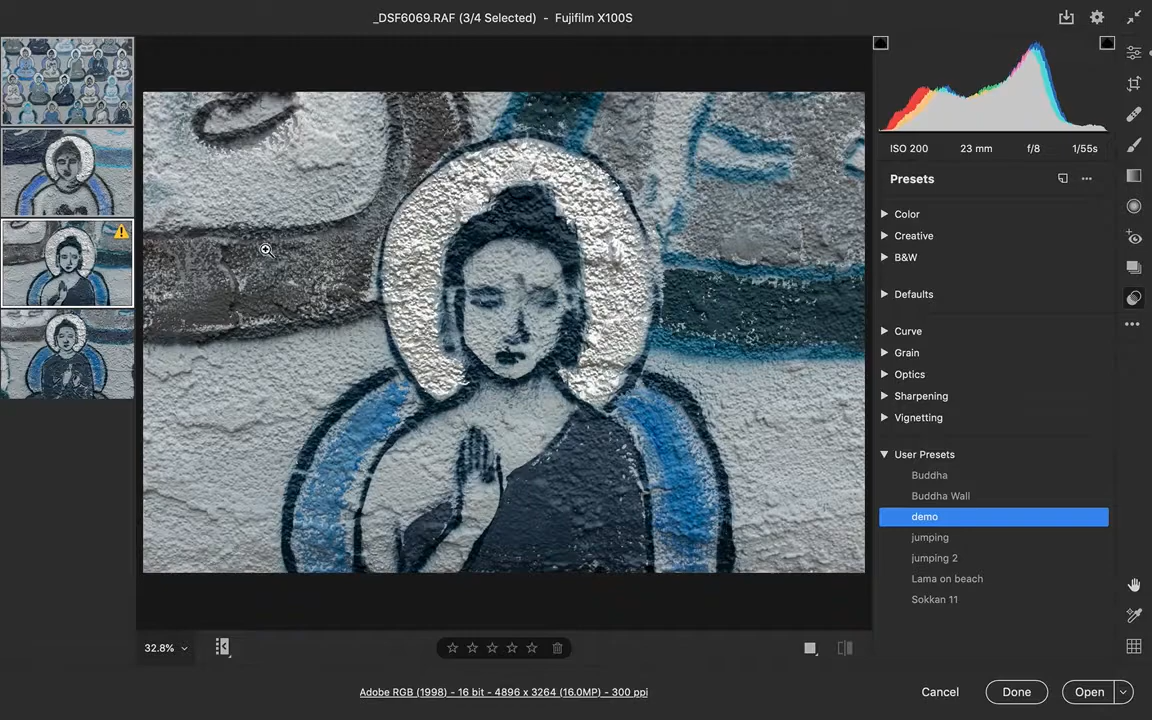 _DSF6069.RAF (3/4 Selected)  -  Fujifilm X100S
ISO 200 23 mm f/8 1/55s
Presets
Color
Creative
B&W
Defaults
Curve
Grain
Optics
Sharpening
Vignetting
User Presets
Buddha
Buddha Wall
demo
jumping
jumping 2
Lama on beach
Sokkan 11
32.8%
Adobe RGB (1998) - 16 bit - 4896 x 3264 (16.0MP) - 300 ppi
Cancel Done Open